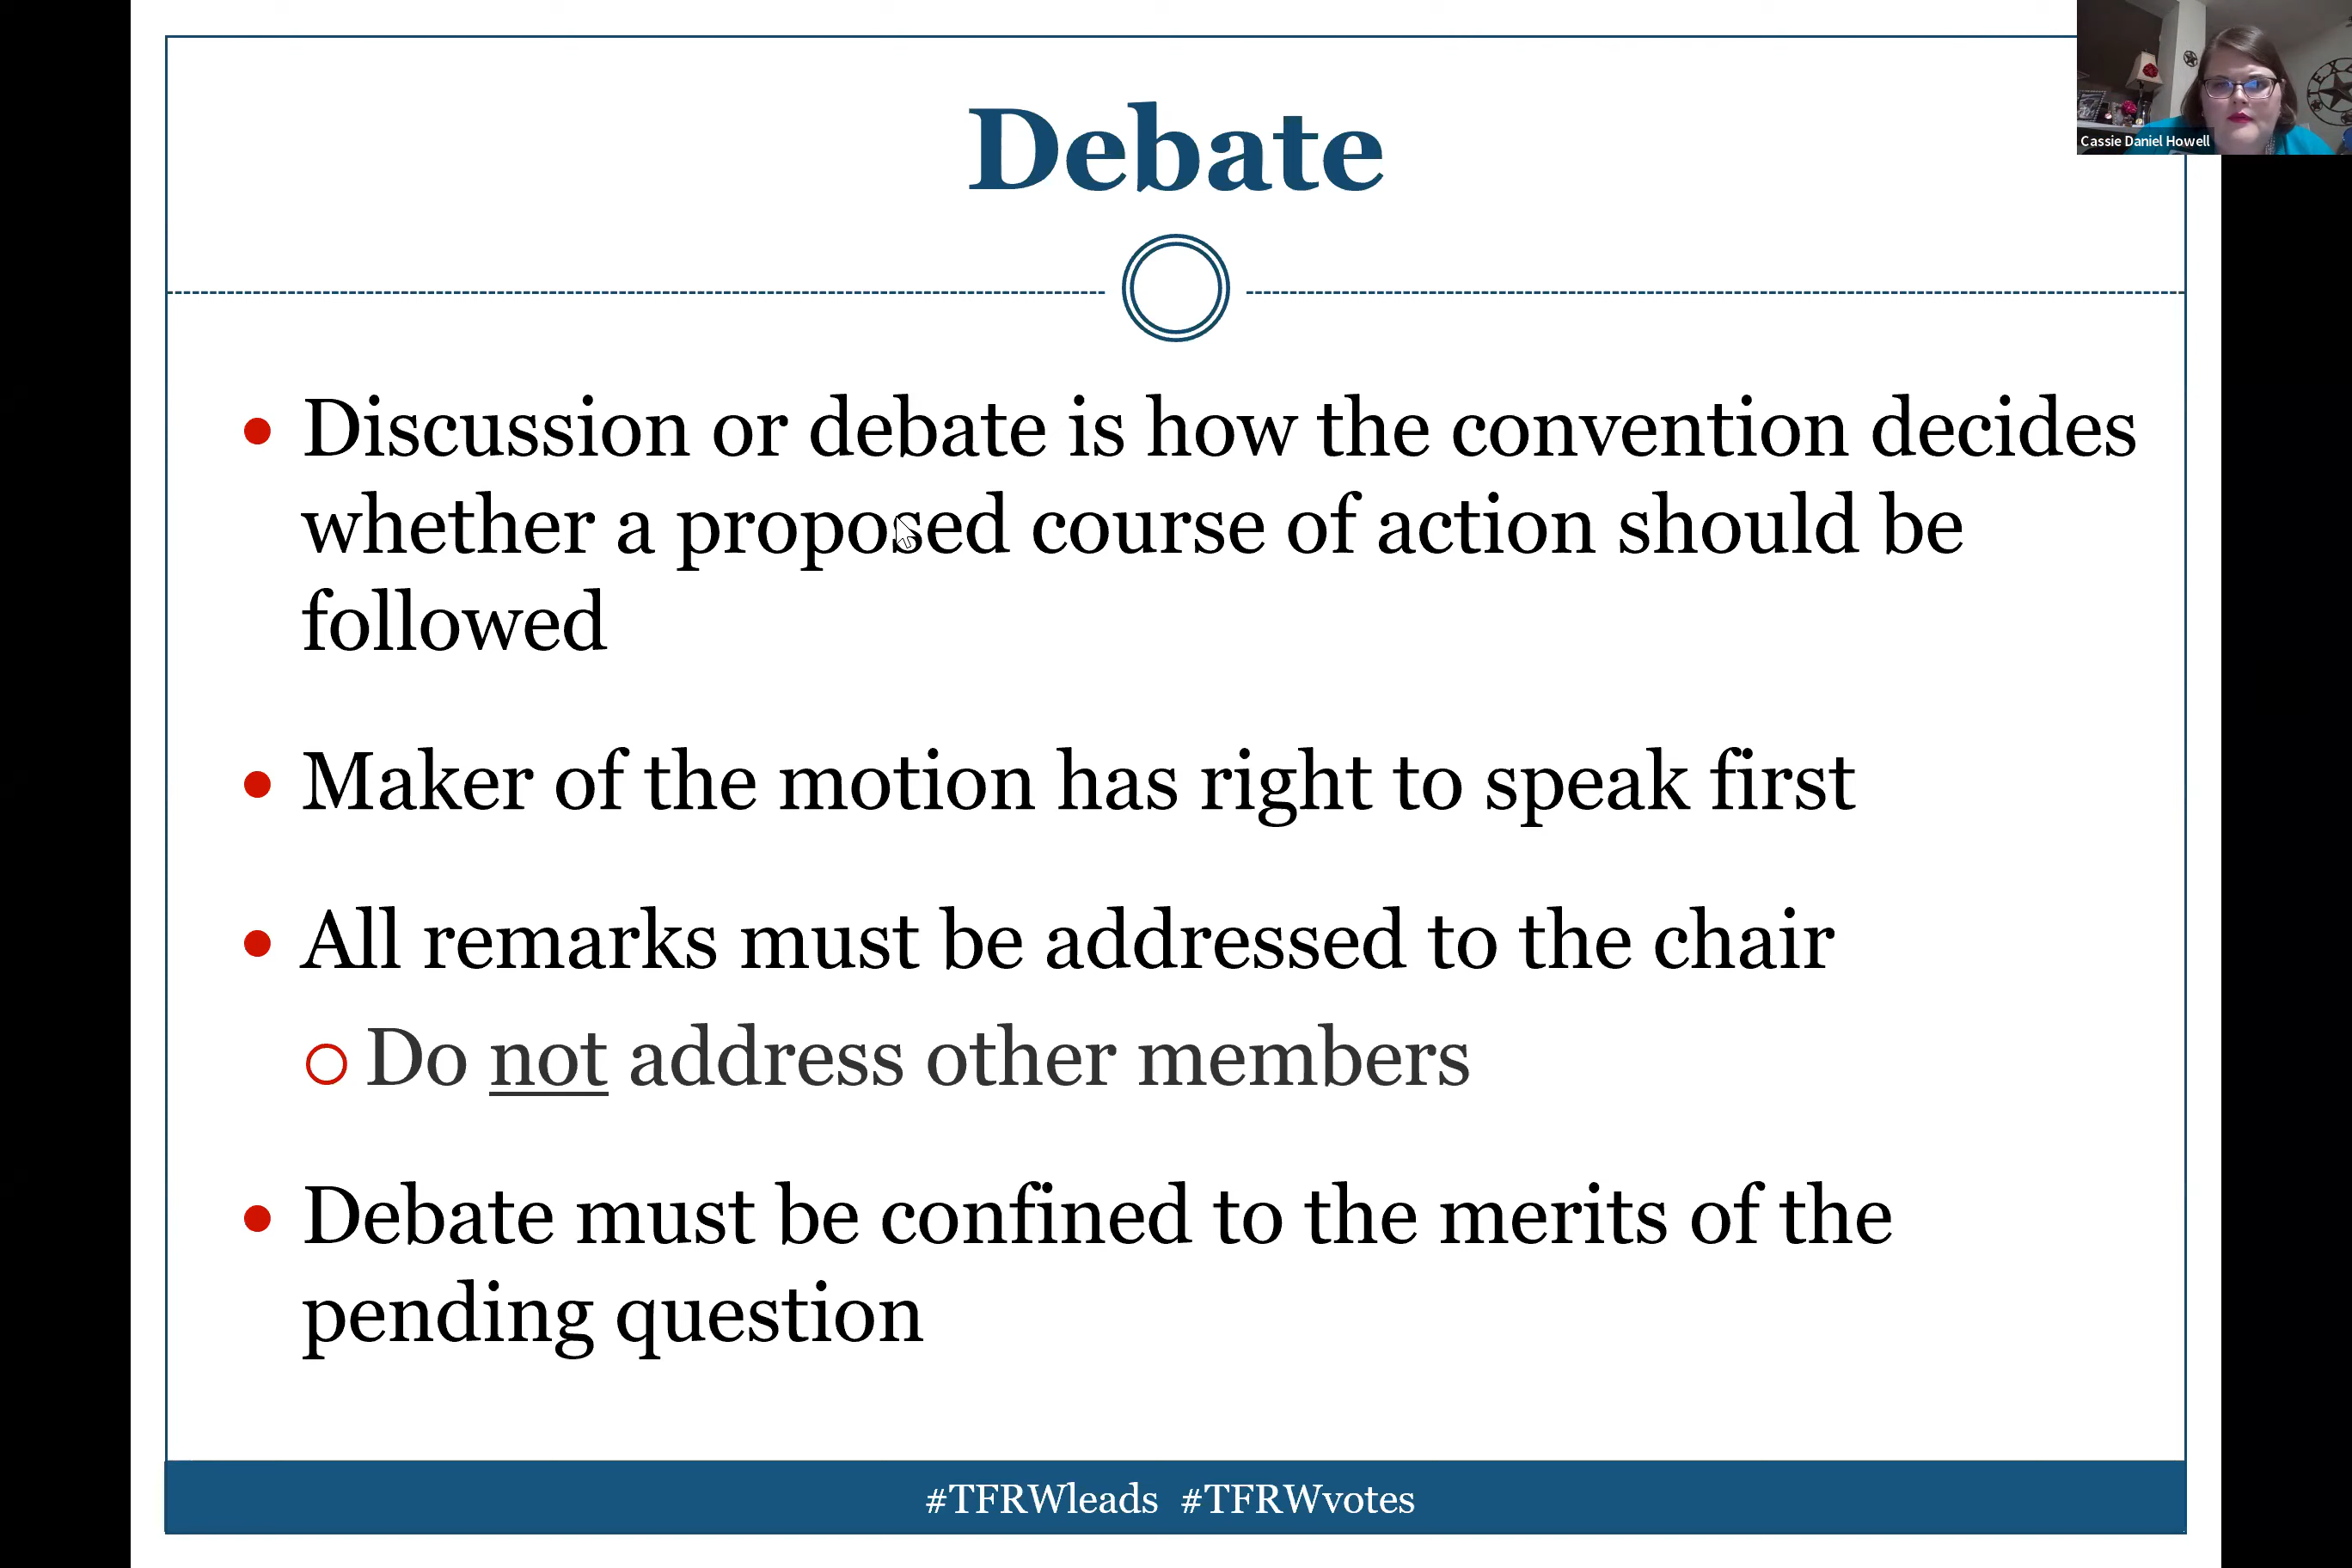 Debate
Cassie Daniel Howell
Discussion or debate is how the convention decides
whether a proposed course of action should be
followed
Maker of the motion has right to speak first
All remarks must be addressed to the chair
Do not address other members
Debate must be confined to the merits of the
pending question
#TFRWleads #TFRWvotes